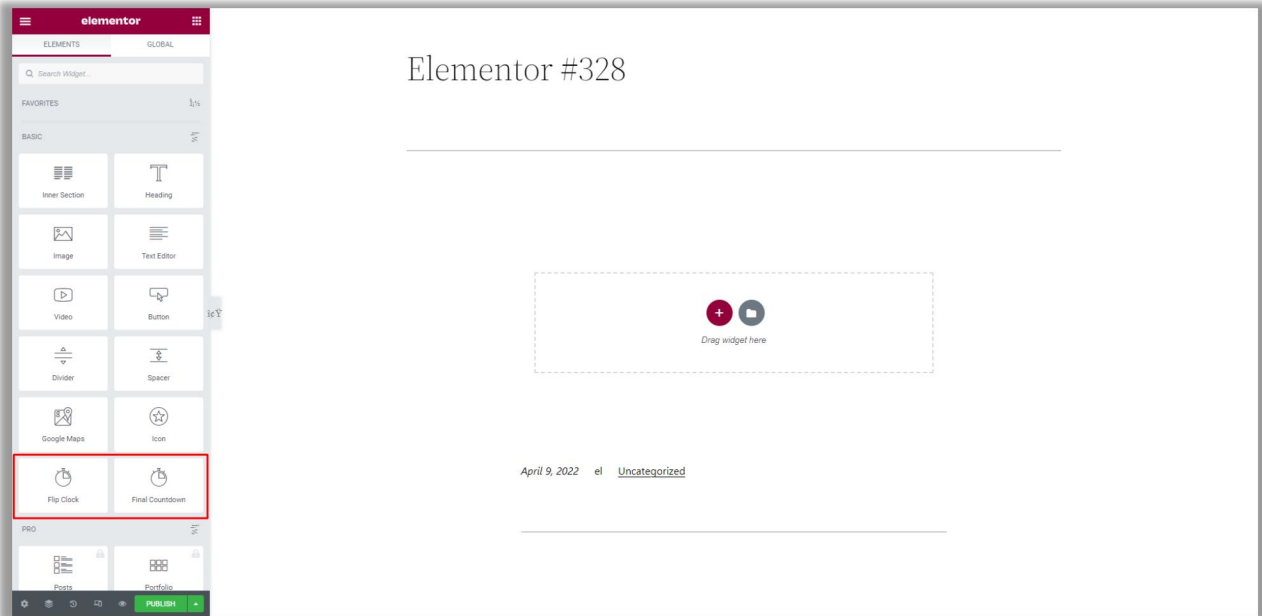 elementor
ELEMENTS GLOBAL
Search Widget...
FAVORITES
BASIC
Inner Section Heading
Image Text Editor
Video Button
Divider Spacer
Google Maps Icon
Flip Clock Final Countdown
PRO
Posts Portfolio
PUBLISH
Elementor #328
Drag widget here
April 9, 2022 el Uncategorized